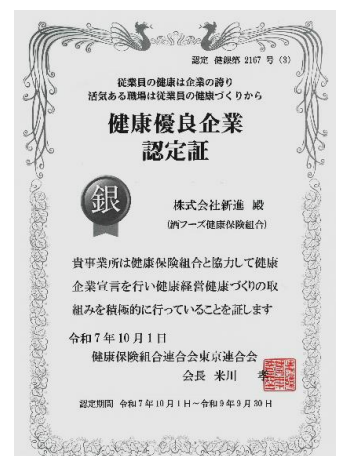 認定 健銀第 2167 号（3）
従業員の健康は企業の誇り
活気ある職場は従業員の健康づくりから
健康優良企業
認定証
銀
株式会社新進 殿
(酒フーズ健康保険組合)
貴事業所は健康保険組合と協力して健康
企業宣言を行い健康経営健康づくりの取
組みを積極的に行っていることを証します
令和7年10月1日
健康保険組合連合会東京連合会
会長 米川 孝
認定期間 令和7年10月1日～令和9年9月30日